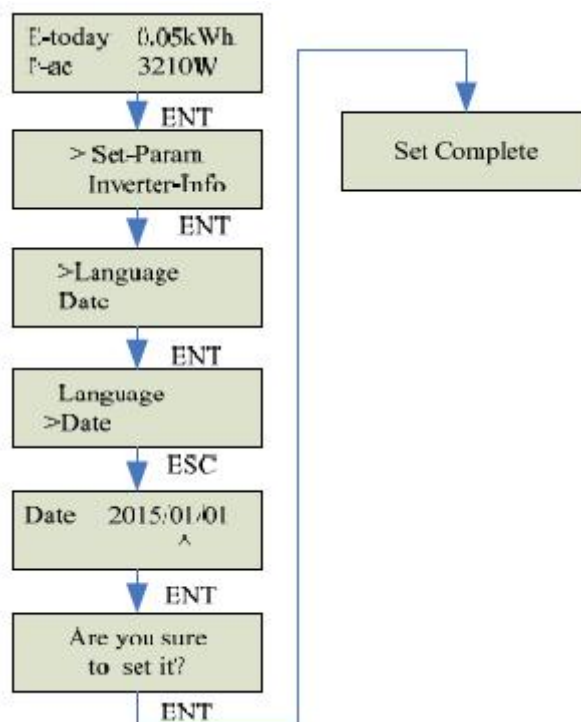 E-today 0.05kWh
P-ac 3210W
ENT
> Set-Param
Inverter-Info
ENT
>Language
Date
ENT
Language
>Date
ESC
Date 2015/01/01
^
ENT
Are you sure
to set it?
ENT
Set Complete